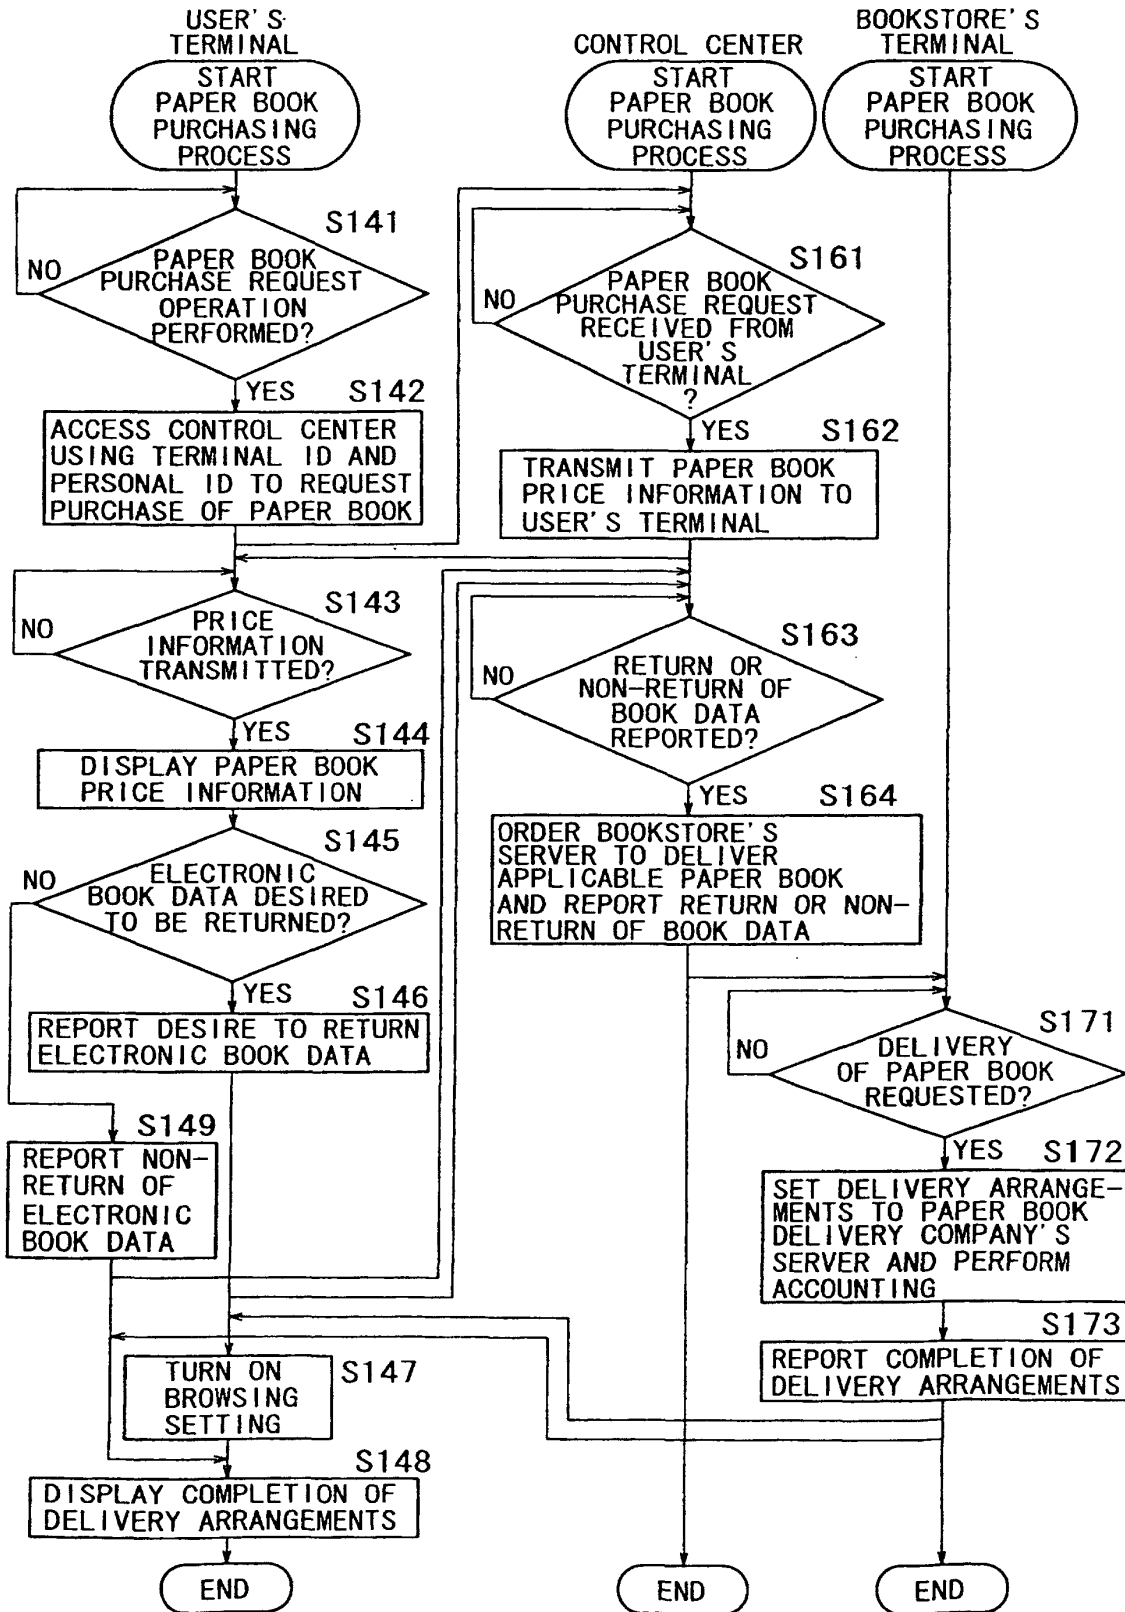 USER'S
TERMINAL
START
PAPER BOOK
PURCHASING
PROCESS
S141
PAPER BOOK
PURCHASE REQUEST
OPERATION
PERFORMED?
NO
YES
S142
ACCESS CONTROL CENTER
USING TERMINAL ID AND
PERSONAL ID TO REQUEST
PURCHASE OF PAPER BOOK
S143
PRICE
INFORMATION
TRANSMITTED?
NO
YES
S144
DISPLAY PAPER BOOK
PRICE INFORMATION
S145
ELECTRONIC
BOOK DATA DESIRED
TO BE RETURNED?
NO
YES
S146
REPORT DESIRE TO RETURN
ELECTRONIC BOOK DATA
S149
REPORT NON-
RETURN OF
ELECTRONIC
BOOK DATA
TURN ON
BROWSING
SETTING
S147
S148
DISPLAY COMPLETION OF
DELIVERY ARRANGEMENTS
END
CONTROL CENTER
START
PAPER BOOK
PURCHASING
PROCESS
S161
PAPER BOOK
PURCHASE REQUEST
RECEIVED FROM
USER'S
TERMINAL
?
NO
YES
S162
TRANSMIT PAPER BOOK
PRICE INFORMATION TO
USER'S TERMINAL
S163
RETURN OR
NON-RETURN OF
BOOK DATA
REPORTED?
NO
YES
S164
ORDER BOOKSTORE'S
SERVER TO DELIVER
APPLICABLE PAPER BOOK
AND REPORT RETURN OR NON-
RETURN OF BOOK DATA
END
BOOKSTORE'S
TERMINAL
START
PAPER BOOK
PURCHASING
PROCESS
S171
DELIVERY
OF PAPER BOOK
REQUESTED?
NO
YES
S172
SET DELIVERY ARRANGE-
MENTS TO PAPER BOOK
DELIVERY COMPANY'S
SERVER AND PERFORM
ACCOUNTING
S173
REPORT COMPLETION OF
DELIVERY ARRANGEMENTS
END